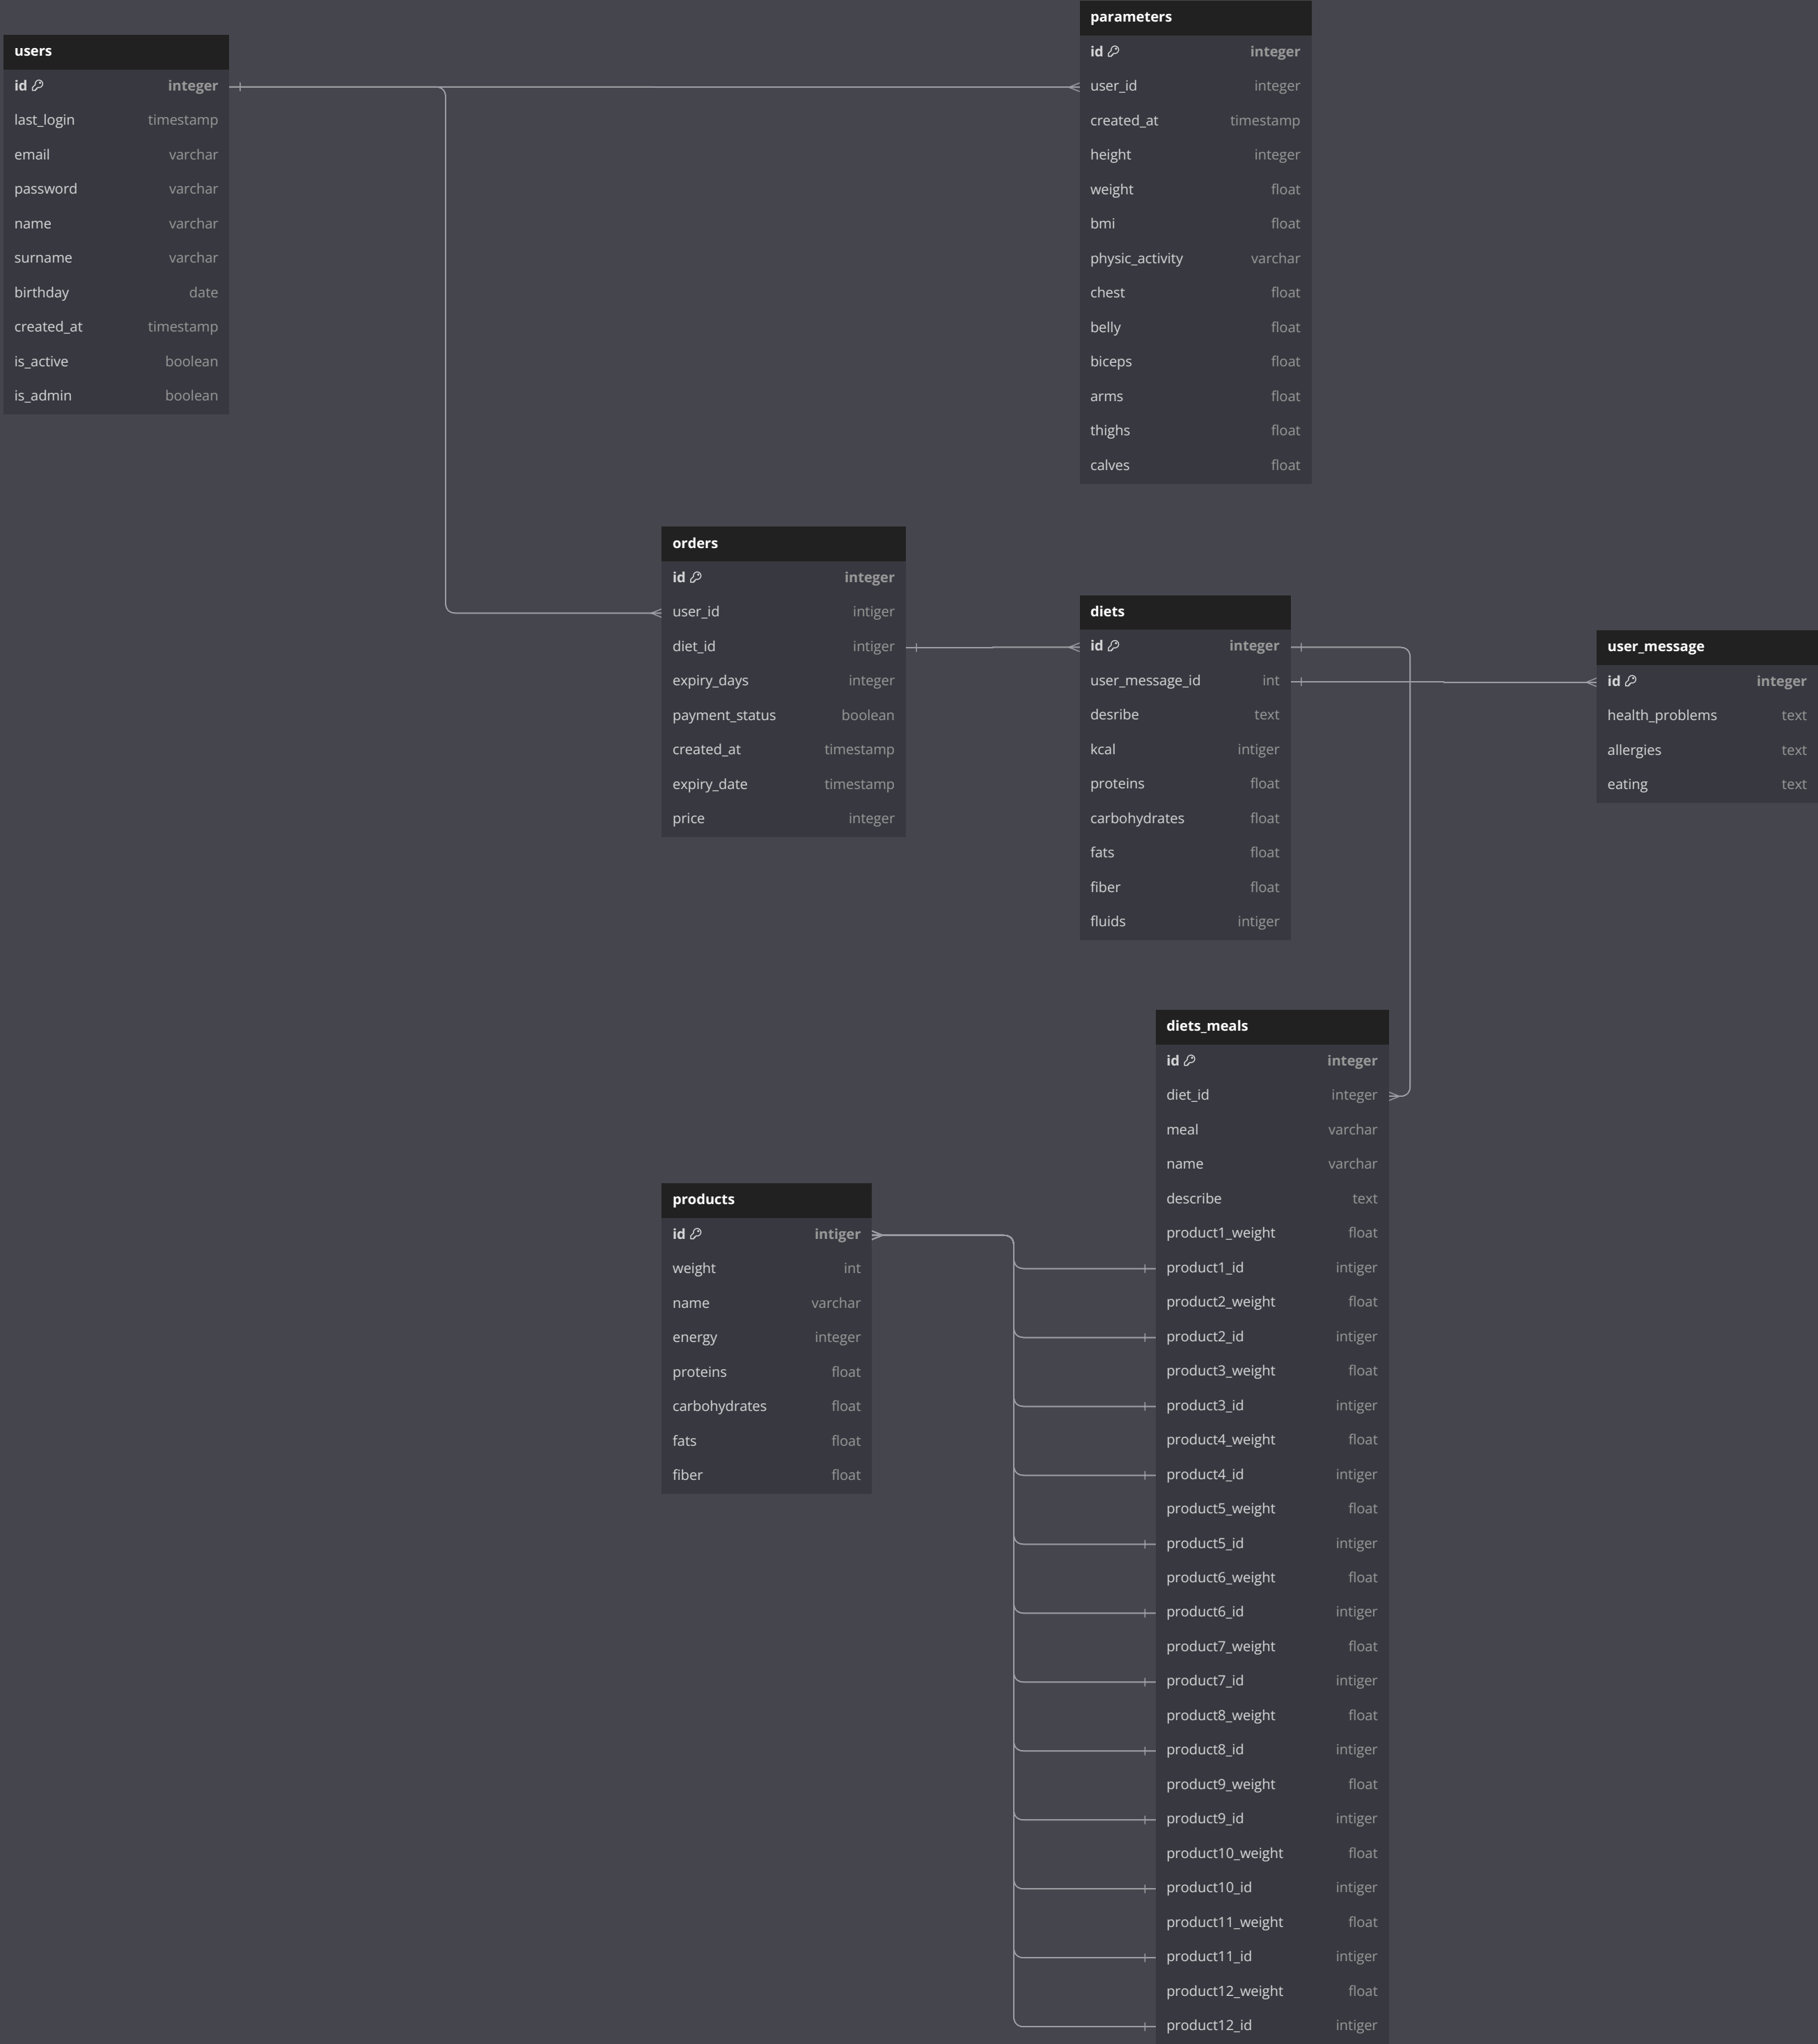 users
id integer
last_login timestamp
email varchar
password varchar
name varchar
surname varchar
birthday date
created_at timestamp
is_active boolean
is_admin boolean
parameters
id integer
user_id integer
created_at timestamp
height integer
weight float
bmi float
physic_activity varchar
chest float
belly float
biceps float
arms float
thighs float
calves float
orders
id integer
user_id intiger
diet_id intiger
expiry_days integer
payment_status boolean
created_at timestamp
expiry_date timestamp
price integer
diets
id integer
user_message_id int
desribe text
kcal intiger
proteins float
carbohydrates float
fats float
fiber float
fluids intiger
user_message
id integer
health_problems text
allergies text
eating text
products
id intiger
weight int
name varchar
energy integer
proteins float
carbohydrates float
fats float
fiber float
diets_meals
id integer
diet_id integer
meal varchar
name varchar
describe text
product1_weight float
product1_id intiger
product2_weight float
product2_id intiger
product3_weight float
product3_id intiger
product4_weight float
product4_id intiger
product5_weight float
product5_id intiger
product6_weight float
product6_id intiger
product7_weight float
product7_id intiger
product8_weight float
product8_id intiger
product9_weight float
product9_id intiger
product10_weight float
product10_id intiger
product11_weight float
product11_id intiger
product12_weight float
product12_id intiger